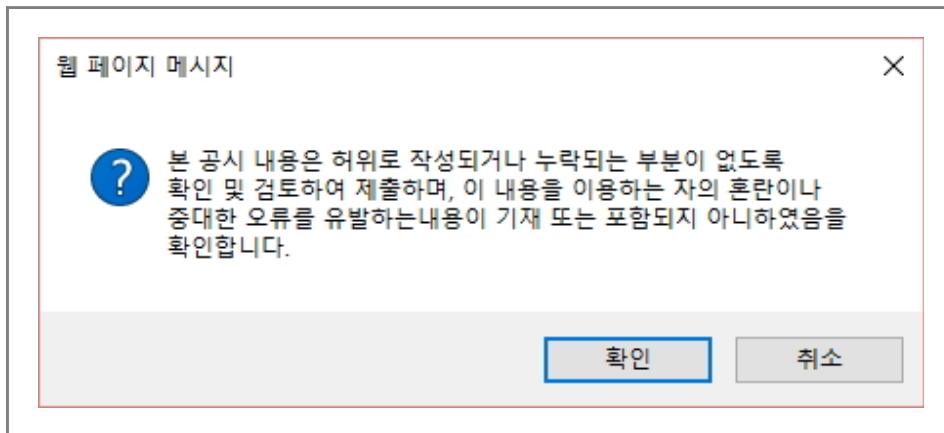 웹 페이지 메시지
본 공시 내용은 허위로 작성되거나 누락되는 부분이 없도록
확인 및 검토하여 제출하며, 이 내용을 이용하는 자의 혼란이나
중대한 오류를 유발하는내용이 기재 또는 포함되지 아니하였음을
확인합니다.
확인
취소